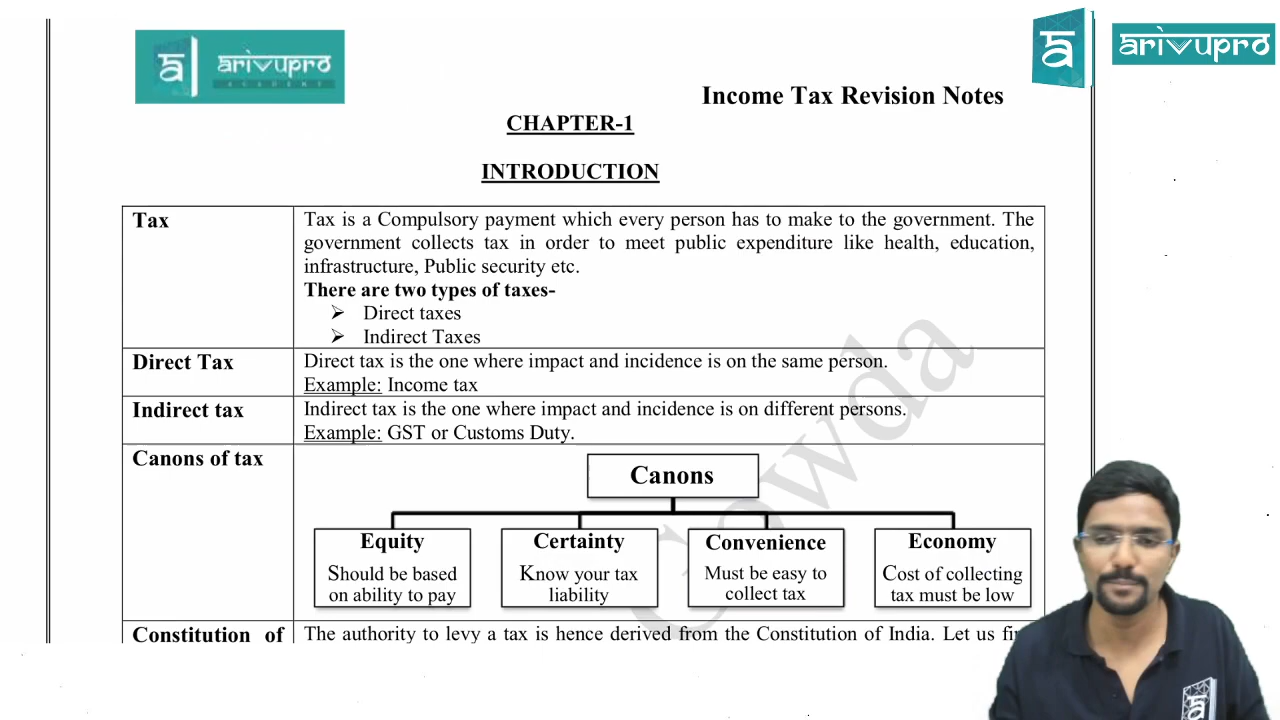 arivupro
ACADEMY
arivupro
Income Tax Revision Notes
CHAPTER-1
INTRODUCTION
Tax
Tax is a Compulsory payment which every person has to make to the government. The
government collects tax in order to meet public expenditure like health, education,
infrastructure, Public security etc.
There are two types of taxes-
➢ Direct taxes
➢ Indirect Taxes
Direct Tax
Direct tax is the one where impact and incidence is on the same person.
Example: Income tax
Indirect tax
Indirect tax is the one where impact and incidence is on different persons.
Example: GST or Customs Duty.
Canons of tax
Canons
Equity
Should be based
on ability to pay
Certainty
Know your tax
liability
Convenience
Must be easy to
collect tax
Economy
Cost of collecting
tax must be low
Constitution of
The authority to levy a tax is hence derived from the Constitution of India. Let us
Gowda